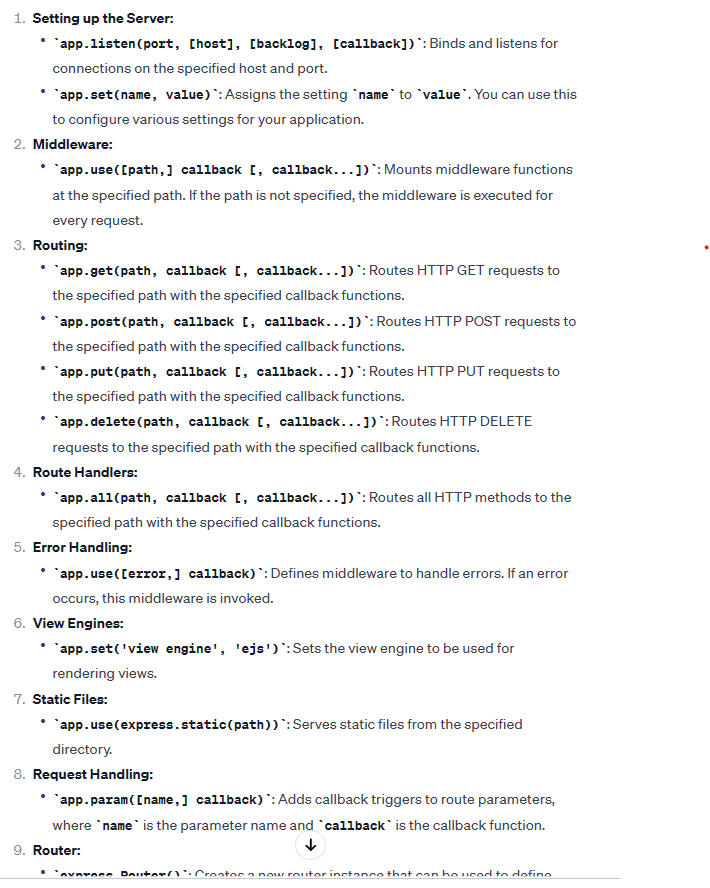 1. Setting up the Server:
• `app.listen(port, [host], [backlog], [callback])`: Binds and listens for
connections on the specified host and port.
• `app.set(name, value)`: Assigns the setting `name` to `value`. You can use this
to configure various settings for your application.
2. Middleware:
• `app.use([path,] callback [, callback...])`: Mounts middleware functions
at the specified path. If the path is not specified, the middleware is executed for
every request.
3. Routing:
• `app.get(path, callback [, callback...])`: Routes HTTP GET requests to
the specified path with the specified callback functions.
• `app.post(path, callback [, callback...])`: Routes HTTP POST requests to
the specified path with the specified callback functions.
• `app.put(path, callback [, callback...])`: Routes HTTP PUT requests to
the specified path with the specified callback functions.
• `app.delete(path, callback [, callback...])`: Routes HTTP DELETE
requests to the specified path with the specified callback functions.
4. Route Handlers:
• `app.all(path, callback [, callback...])`: Routes all HTTP methods to the
specified path with the specified callback functions.
5. Error Handling:
• `app.use([error,] callback)`: Defines middleware to handle errors. If an error
occurs, this middleware is invoked.
6. View Engines:
• `app.set('view engine', 'ejs')`: Sets the view engine to be used for
rendering views.
7. Static Files:
• `app.use(express.static(path))`: Serves static files from the specified
directory.
8. Request Handling:
• `app.param([name,] callback)`: Adds callback triggers to route parameters,
where `name` is the parameter name and `callback` is the callback function.
9. Router:
• `express.Router()`: Creates a new router instance that can be used to define